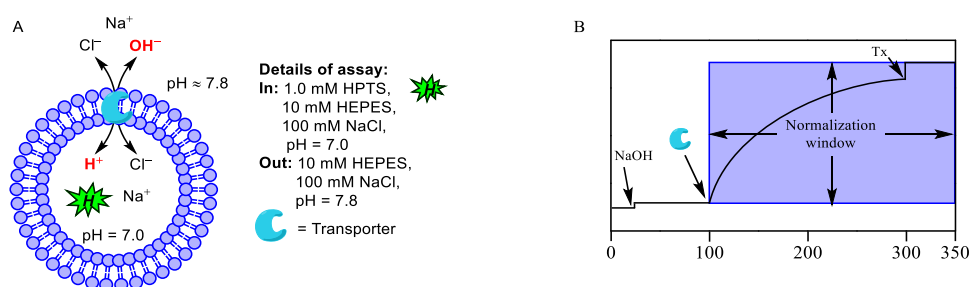 A
Na⁺
Cl⁻
OH⁻
pH ≈ 7.8
H⁺
Cl⁻
H
Na⁺
pH = 7.0
Details of assay:
In: 1.0 mM HPTS,
H
10 mM HEPES,
100 mM NaCl,
pH = 7.0
Out: 10 mM HEPES,
100 mM NaCl,
pH = 7.8
= Transporter
B
Tx
Normalization
window
NaOH
0 100 200 300 350